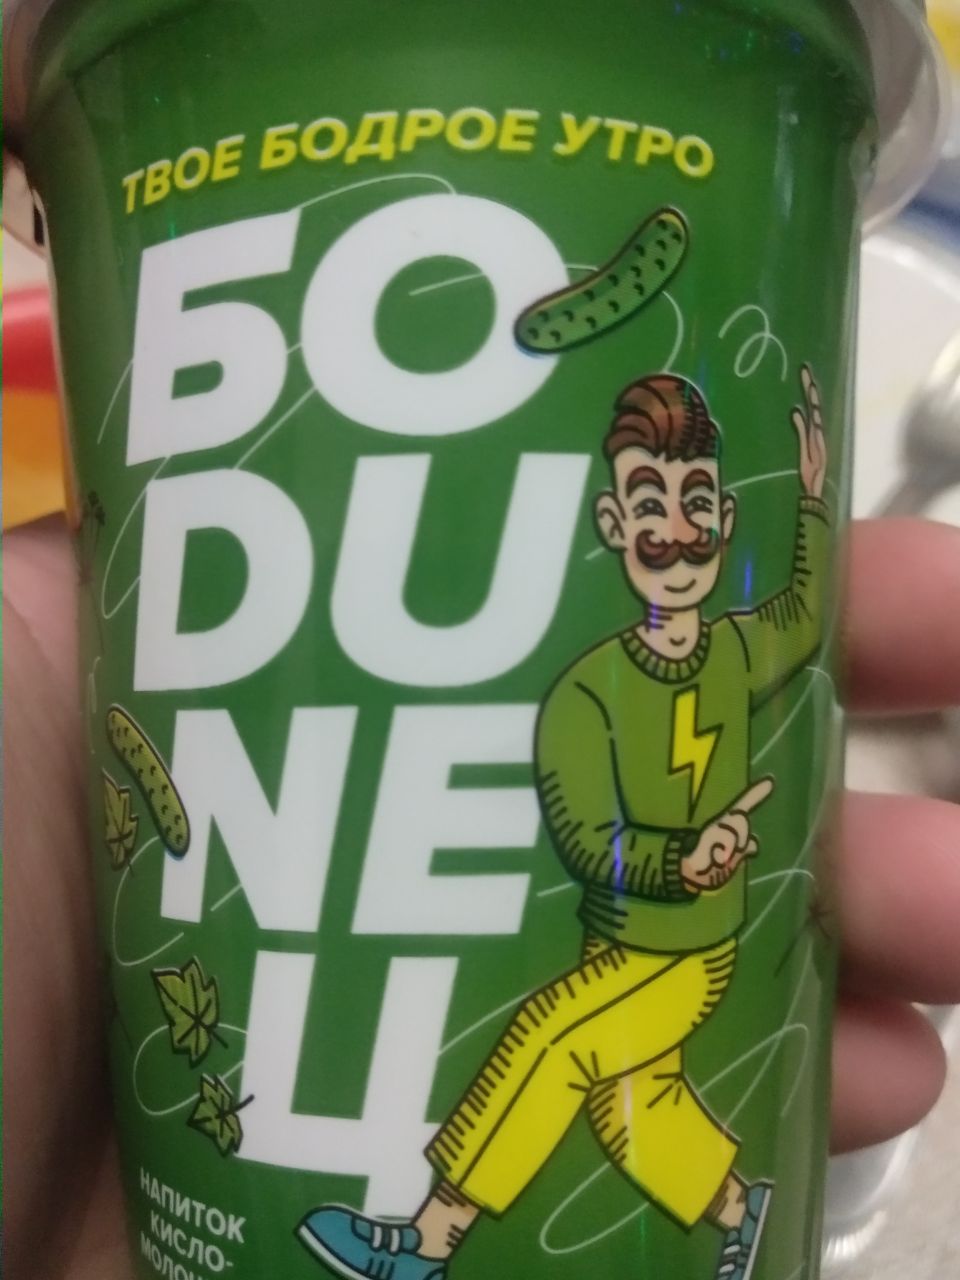 ТВОЕ БОДРОЕ УТРО
БО
DU
NE
Ц
НАПИТОК
КИСЛО-